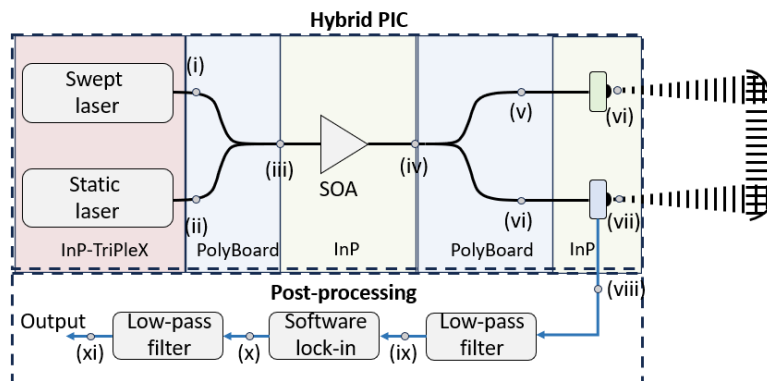 Hybrid PIC
Swept
laser
(i)
(v)
(vi)
(iii)
SOA
(iv)
Static
laser
(ii)
(vi)
(vii)
InP-TriPleX
PolyBoard
InP
PolyBoard
InP
Post-processing
(viii)
Output
(xi)
Low-pass
filter
(x)
Software
lock-in
(ix)
Low-pass
filter